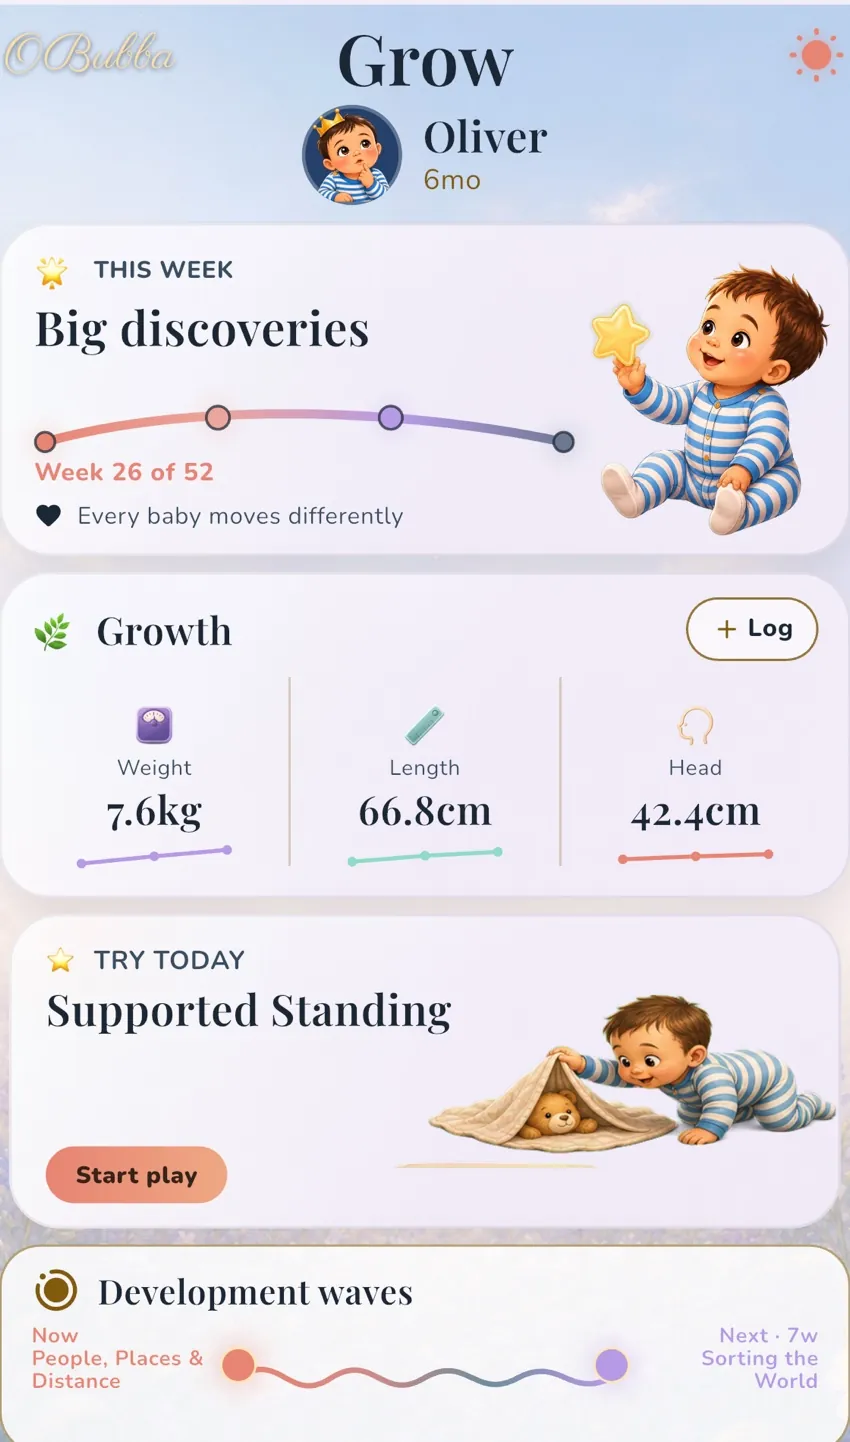 OBubba
Grow
Oliver
6mo
THIS WEEK
Big discoveries
Week 26 of 52
Every baby moves differently
Growth
+ Log
Weight
7.6kg
Length
66.8cm
Head
42.4cm
TRY TODAY
Supported Standing
Start play
Development waves
Now
People, Places &
Distance
Next · 7w
Sorting the
World